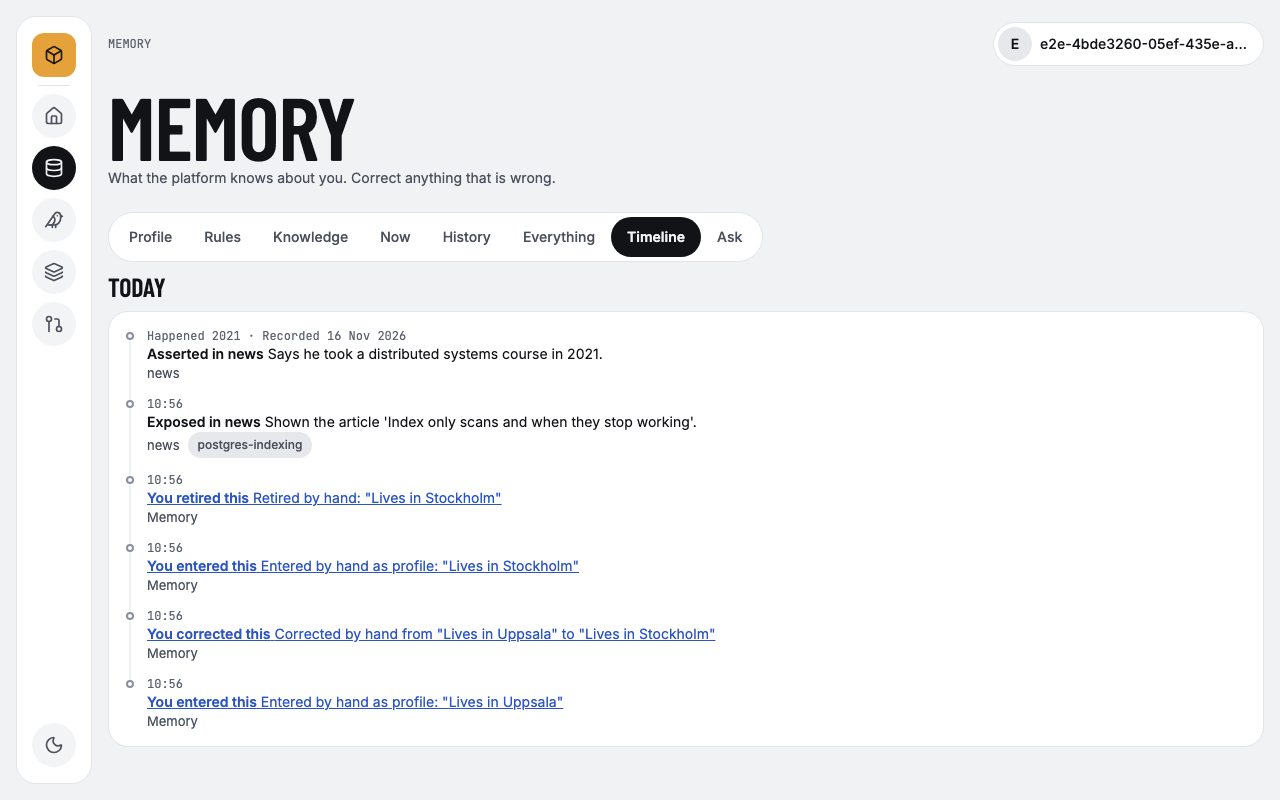 MEMORY
E e2e-4bde3260-05ef-435e-a...
MEMORY
What the platform knows about you. Correct anything that is wrong.
Profile Rules Knowledge Now History Everything Timeline Ask
TODAY
Happened 2021 · Recorded 16 Nov 2026
Asserted in news Says he took a distributed systems course in 2021.
news
10:56
Exposed in news Shown the article 'Index only scans and when they stop working'.
news postgres-indexing
10:56
You retired this Retired by hand: "Lives in Stockholm"
Memory
10:56
You entered this Entered by hand as profile: "Lives in Stockholm"
Memory
10:56
You corrected this Corrected by hand from "Lives in Uppsala" to "Lives in Stockholm"
Memory
10:56
You entered this Entered by hand as profile: "Lives in Uppsala"
Memory